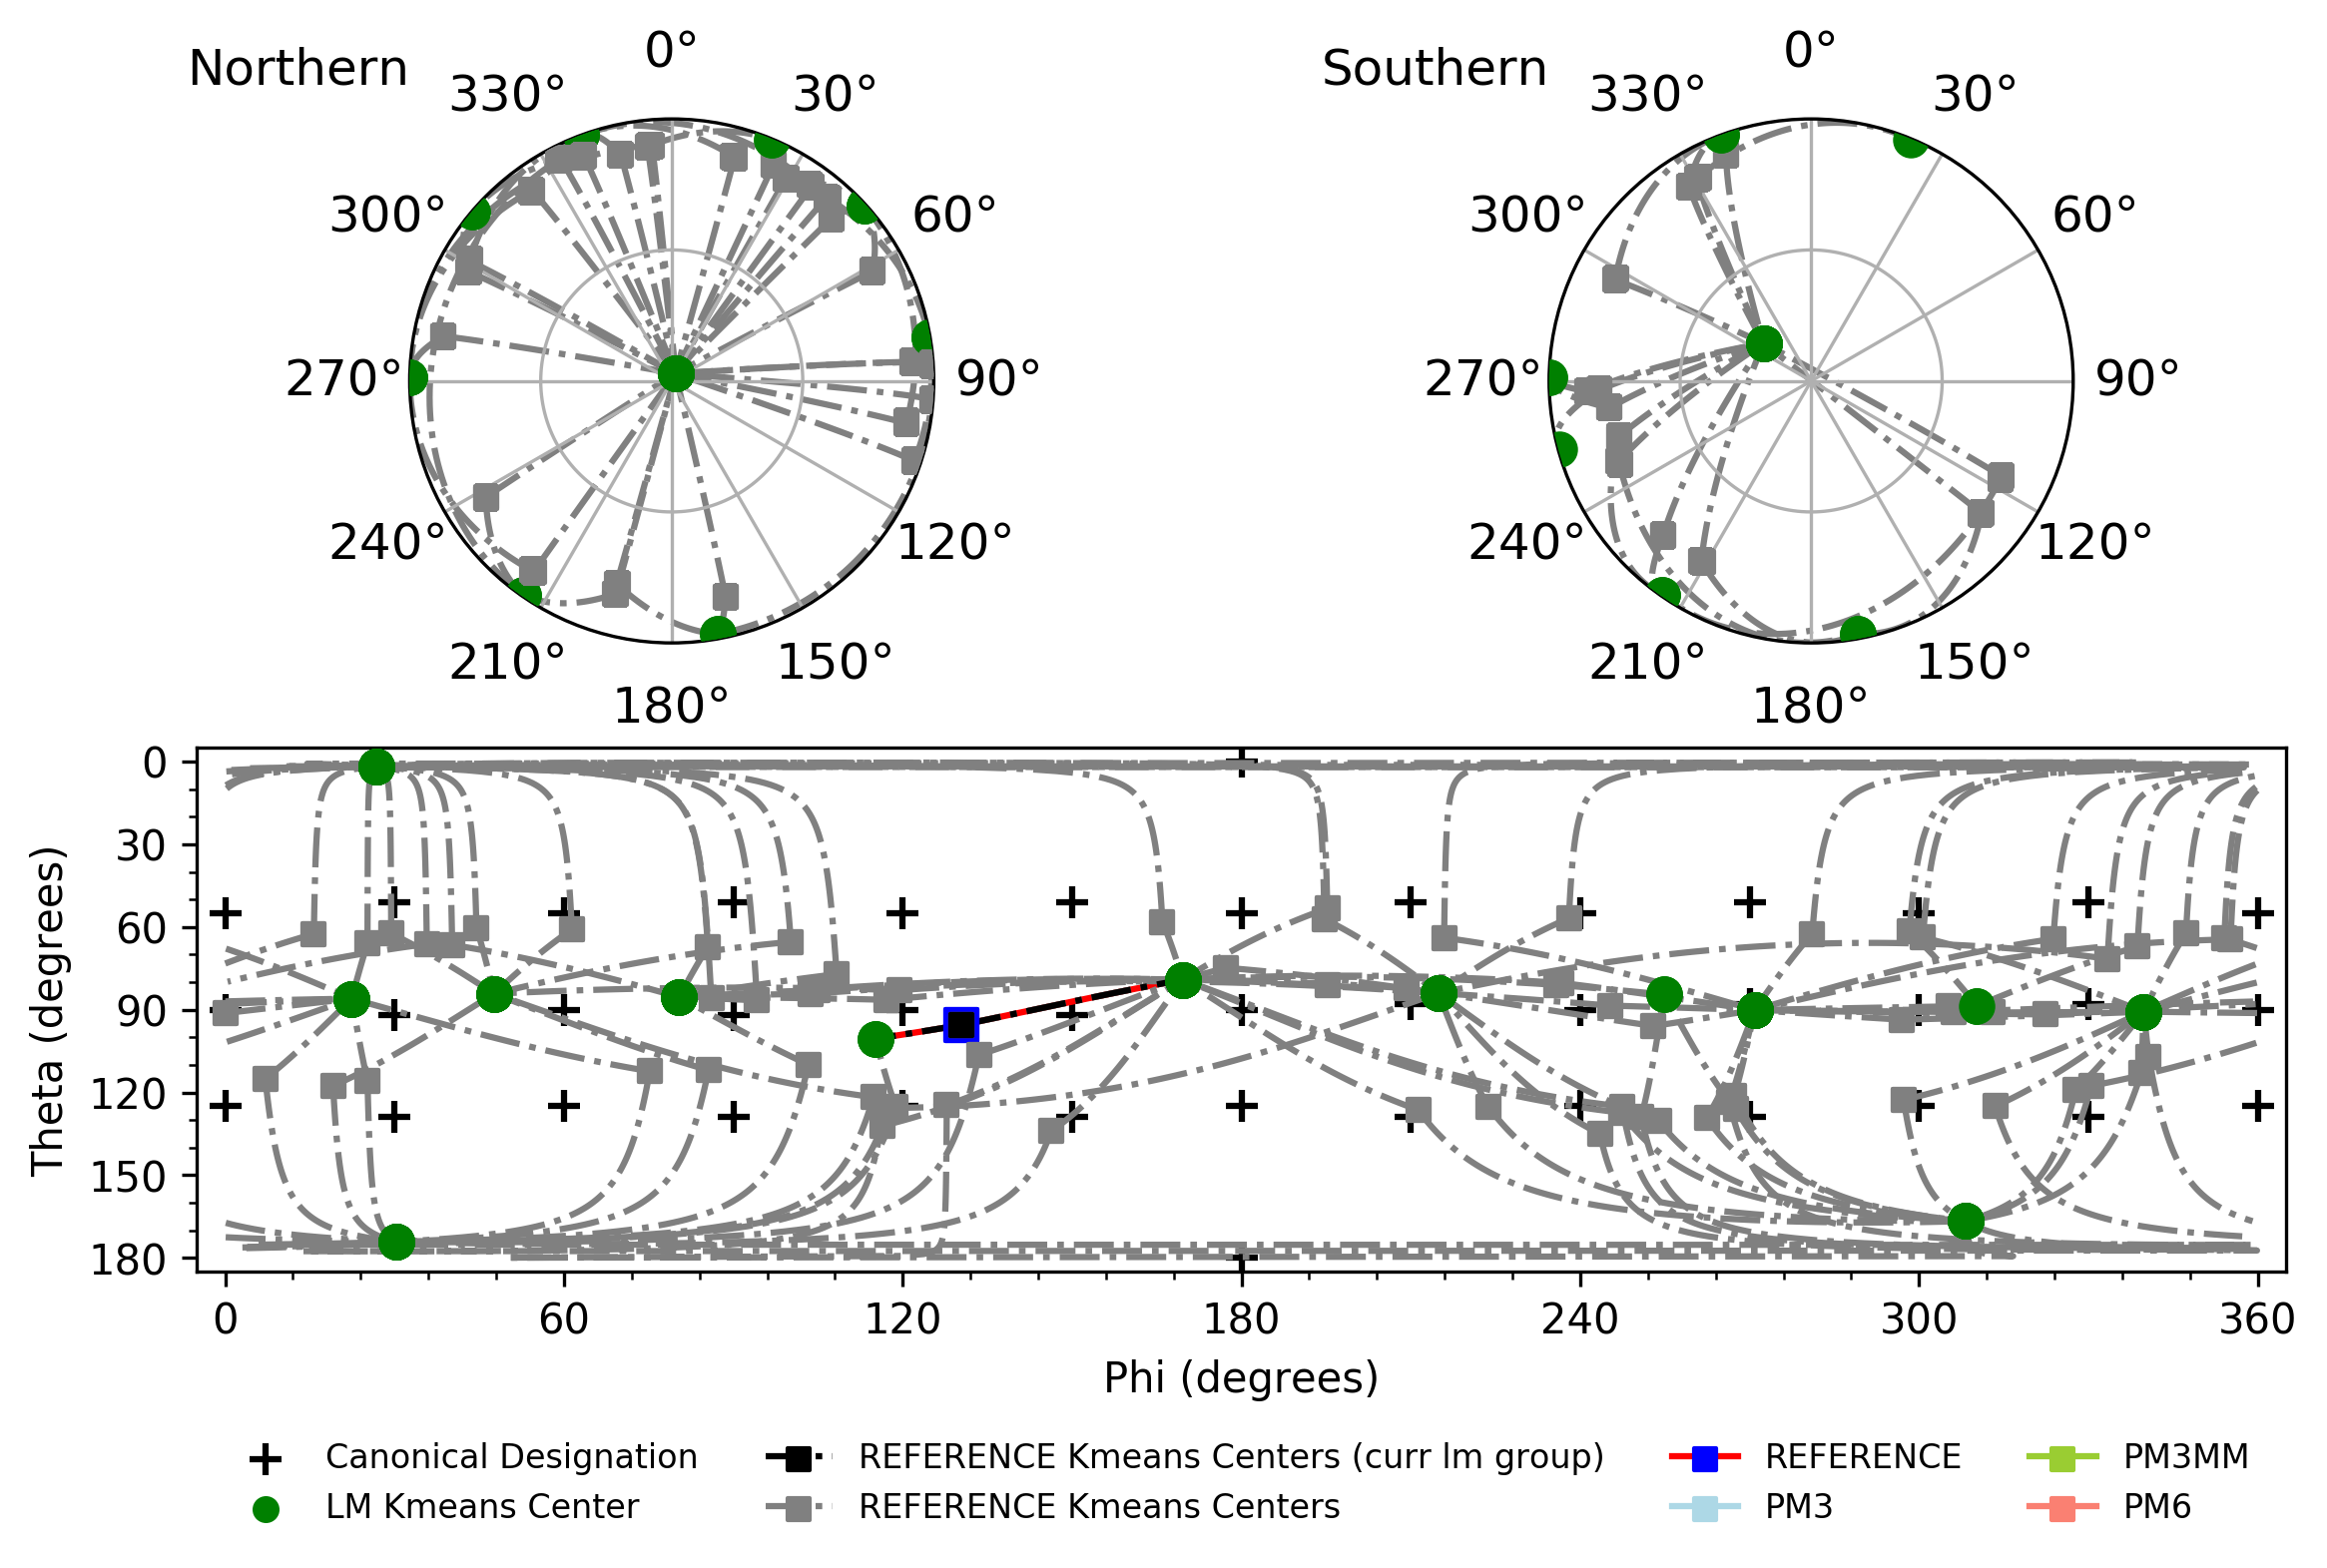 Northern
0°
30°
60°
90°
120°
150°
180°
210°
240°
270°
300°
330°
Southern
0°
30°
60°
90°
120°
150°
180°
210°
240°
270°
300°
330°
Theta (degrees)
0
30
60
90
120
150
180
0 60 120 180 240 300 360
Phi (degrees)
Canonical Designation
LM Kmeans Center
REFERENCE Kmeans Centers (curr lm group)
REFERENCE Kmeans Centers
REFERENCE
PM3
PM3MM
PM6